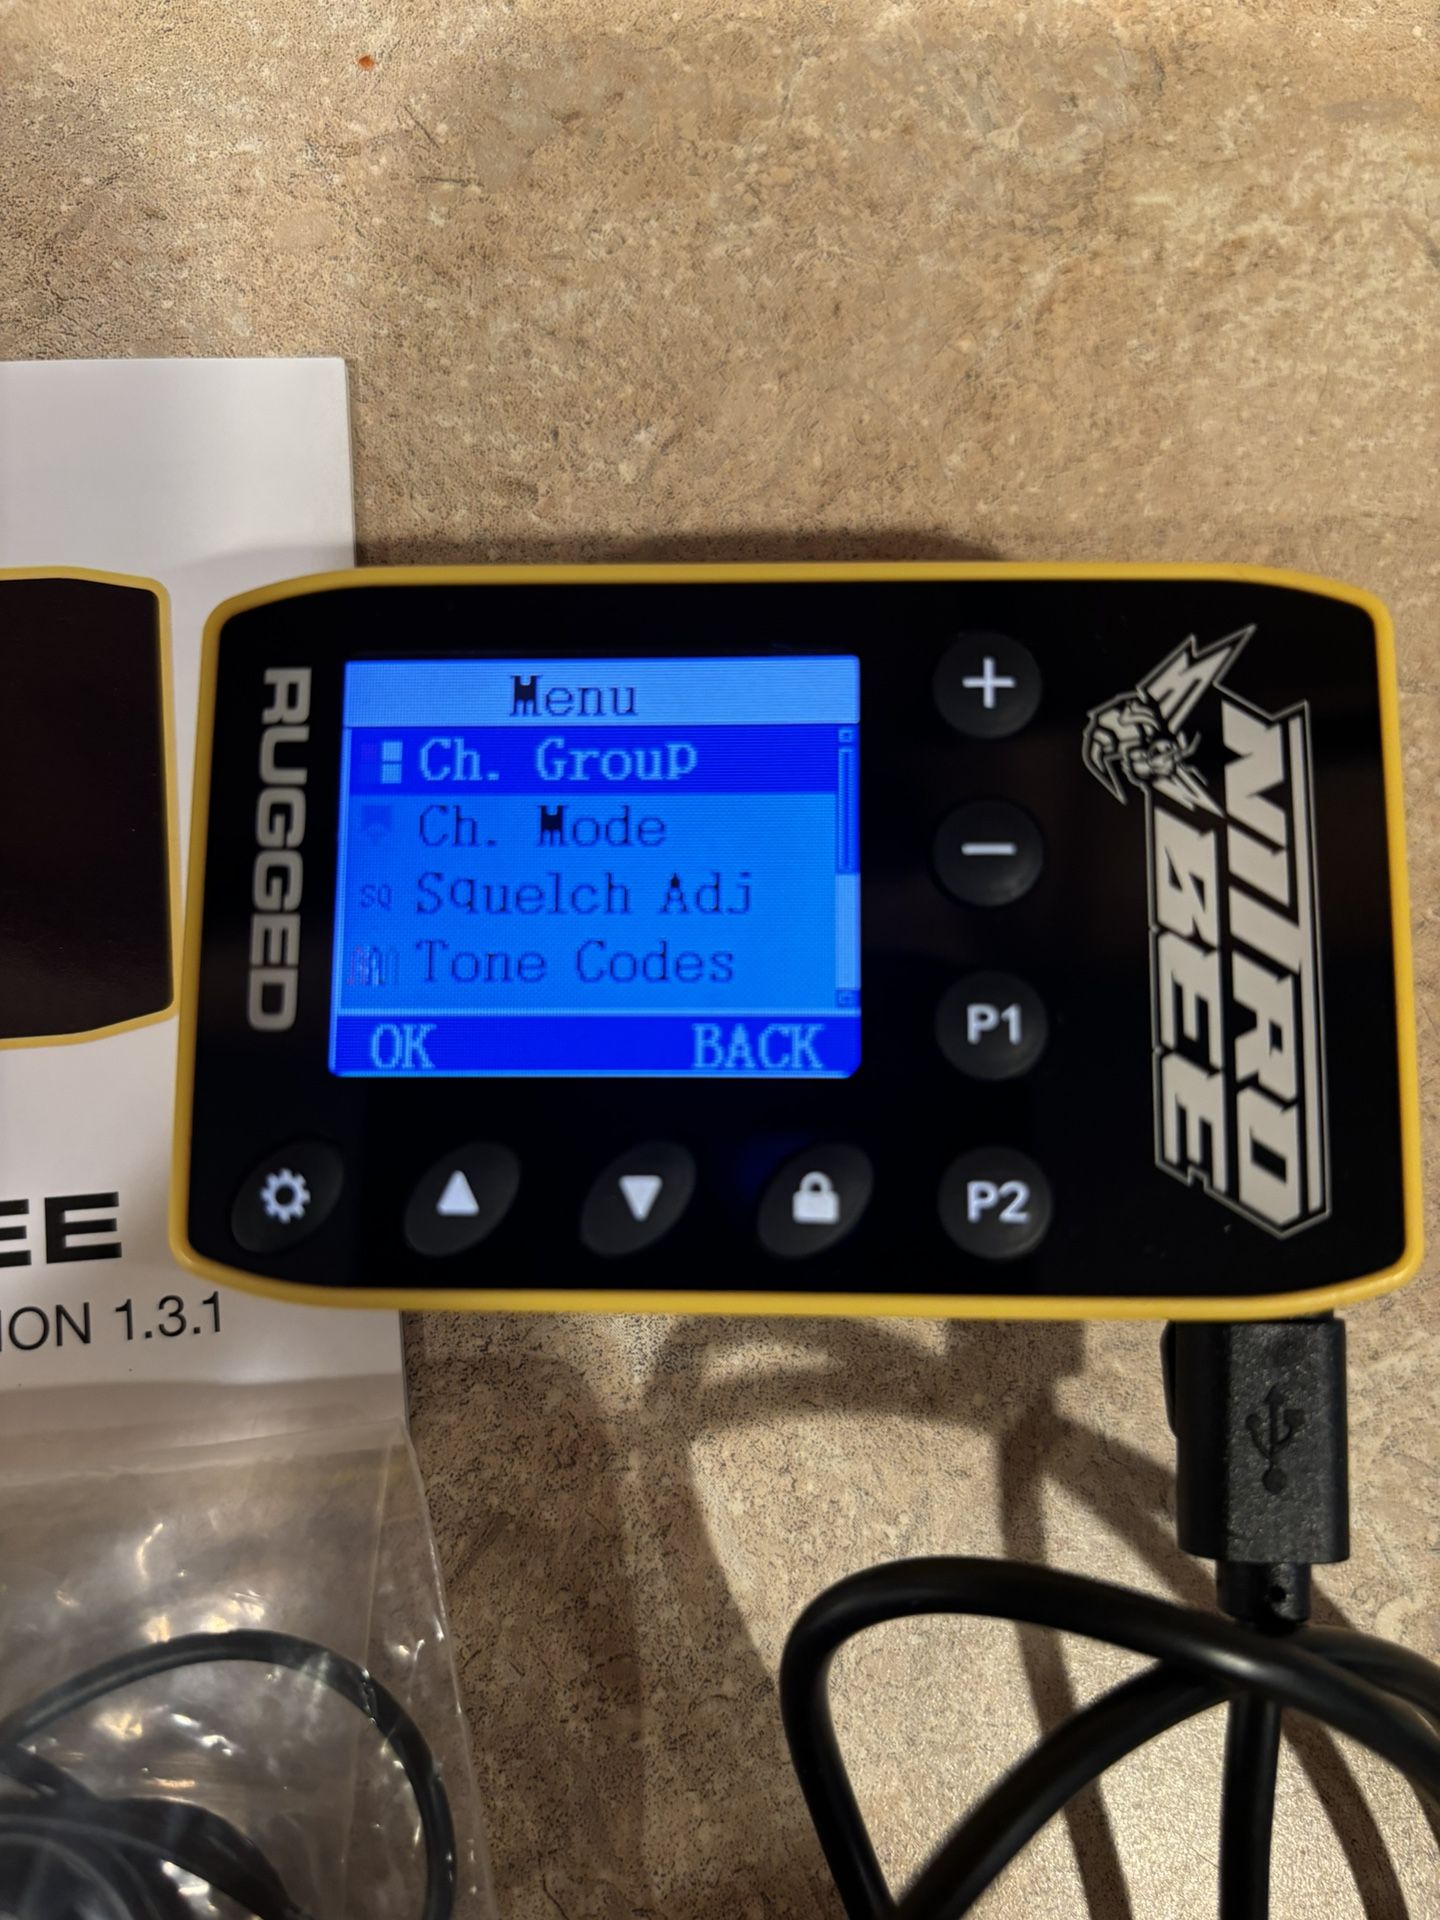 RUGGED
Menu
Ch. Group
Ch. Mode
SQ Squelch Adj
Tone Codes
OK BACK
+
−
P1
P2
NITRO
BEE
EE
ION 1.3.1